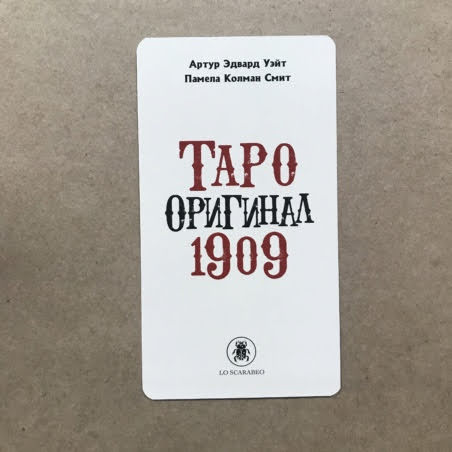 Артур Эдвард Уэйт
Памела Колман Смит
ТАРО
ОРИГИНАЛ
1909
LO SCARABEO